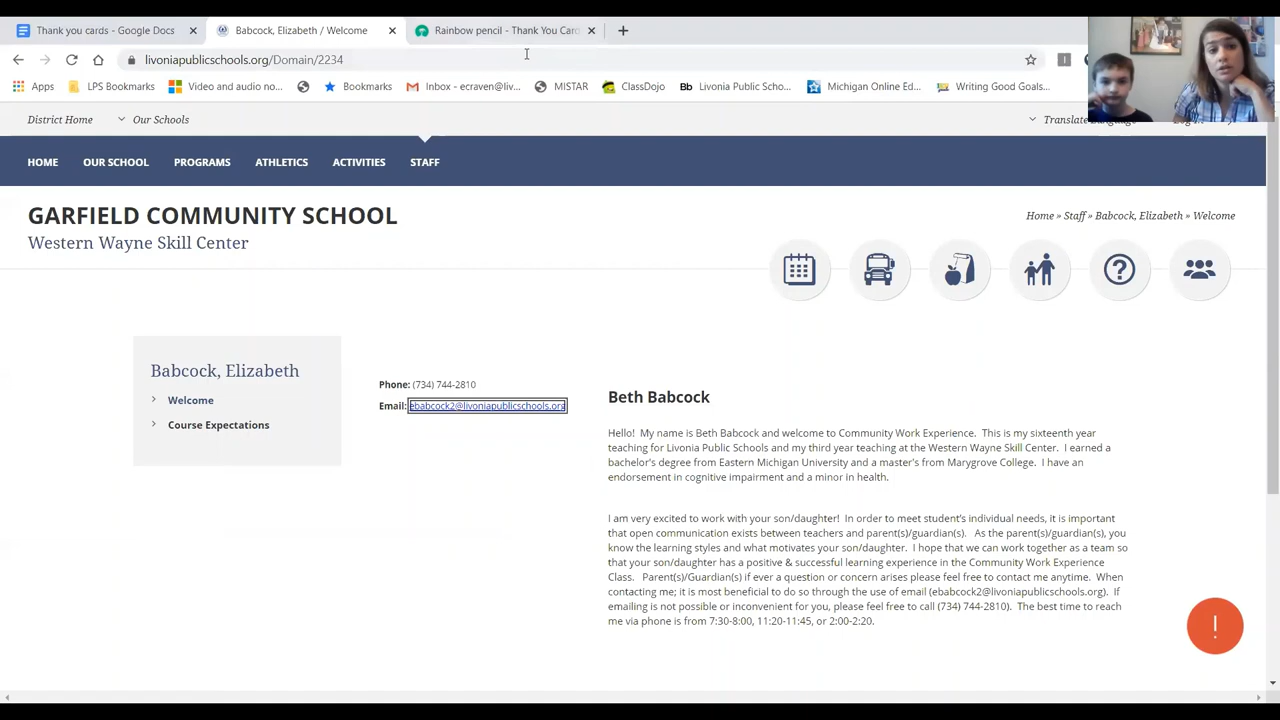 Thank you cards - Google Docs
Babcock, Elizabeth / Welcome
Rainbow pencil - Thank You Card
livoniapublicschools.org/Domain/2234
Apps
LPS Bookmarks
Video and audio no...
Bookmarks
Inbox - ecraven@liv...
MISTAR
ClassDojo
Bb Livonia Public Schoo...
Michigan Online Ed...
Writing Good Goals...
District Home
Our Schools
Translate Language
HOME
OUR SCHOOL
PROGRAMS
ATHLETICS
ACTIVITIES
STAFF
GARFIELD COMMUNITY SCHOOL
Western Wayne Skill Center
Home » Staff » Babcock, Elizabeth » Welcome
Babcock, Elizabeth
Welcome
Course Expectations
Phone: (734) 744-2810
Email: ebabcock2@livoniapublicschools.org
Beth Babcock
Hello! My name is Beth Babcock and welcome to Community Work Experience. This is my sixteenth year
teaching for Livonia Public Schools and my third year teaching at the Western Wayne Skill Center. I earned a
bachelor's degree from Eastern Michigan University and a master's from Marygrove College. I have an
endorsement in cognitive impairment and a minor in health.
I am very excited to work with your son/daughter! In order to meet student's individual needs, it is important
that open communication exists between teachers and parent(s)/guardian(s). As the parent(s)/guardian(s), you
know the learning styles and what motivates your son/daughter. I hope that we can work together as a team so
that your son/daughter has a positive & successful learning experience in the Community Work Experience
Class. Parent(s)/Guardian(s) if ever a question or concern arises please feel free to contact me anytime. When
contacting me; it is most beneficial to do so through the use of email (ebabcock2@livoniapublicschools.org). If
emailing is not possible or inconvenient for you, please feel free to call (734) 744-2810). The best time to reach
me via phone is from 7:30-8:00, 11:20-11:45, or 2:00-2:20.
!